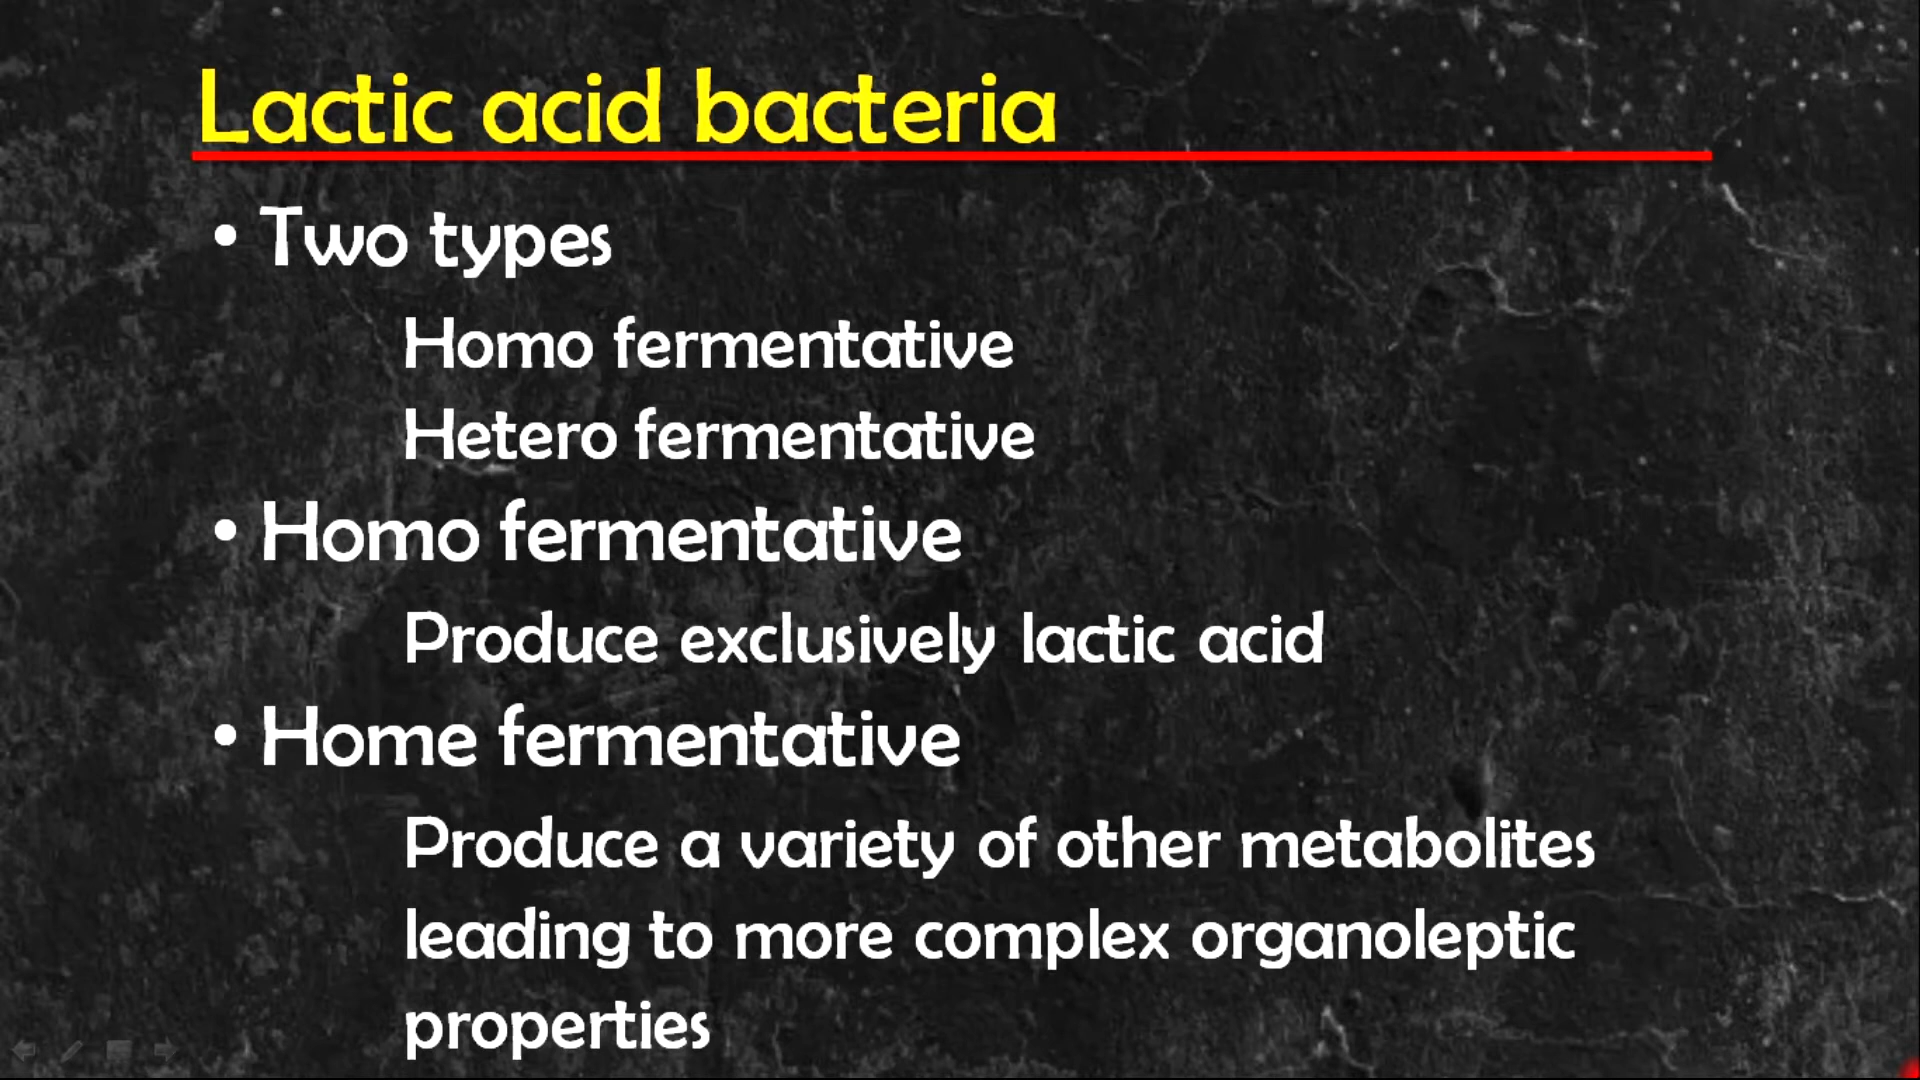 Lactic acid bacteria
• Two types
Homo fermentative
Hetero fermentative
• Homo fermentative
Produce exclusively lactic acid
• Home fermentative
Produce a variety of other metabolites
leading to more complex organoleptic
properties